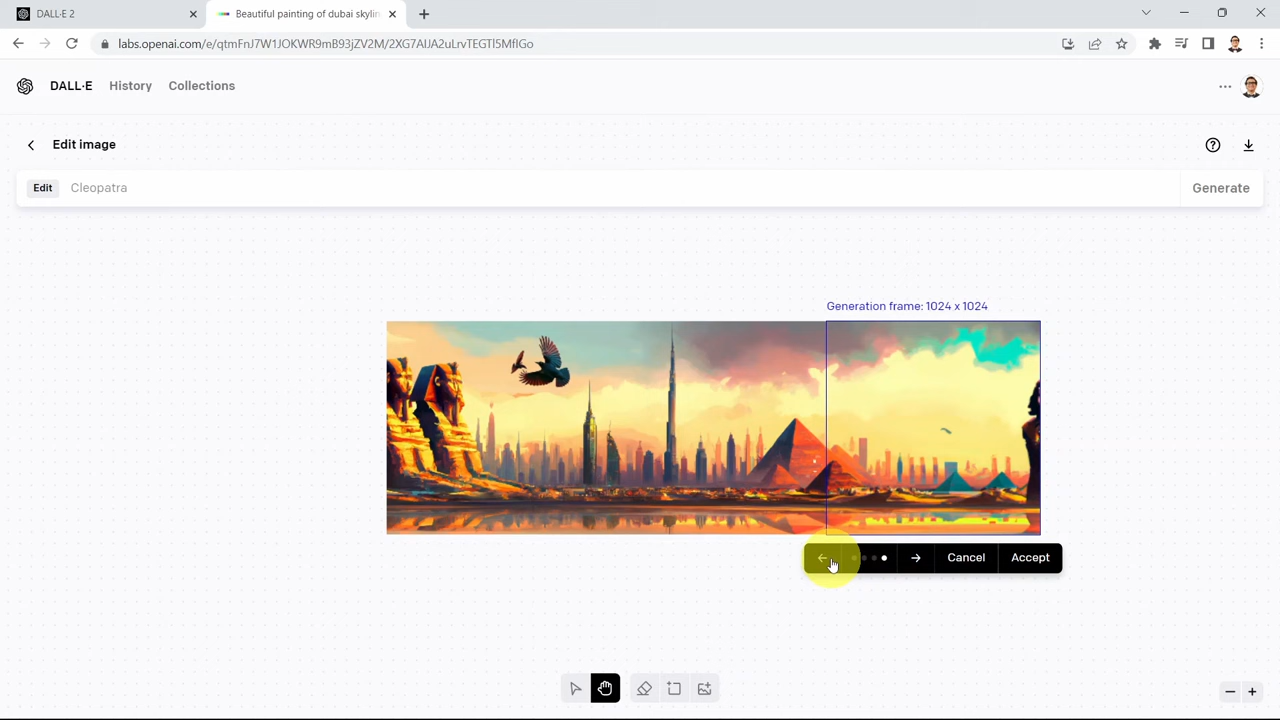 DALL·E 2
Beautiful painting of dubai skylin
labs.openai.com/e/qtmFnJ7W1JOKWR9mB93jZV2M/2XG7AIJA2uLrvTEGTI5MfIGo
DALL·E History Collections
Edit image
Edit Cleopatra Generate
Generation frame: 1024 x 1024
Cancel Accept